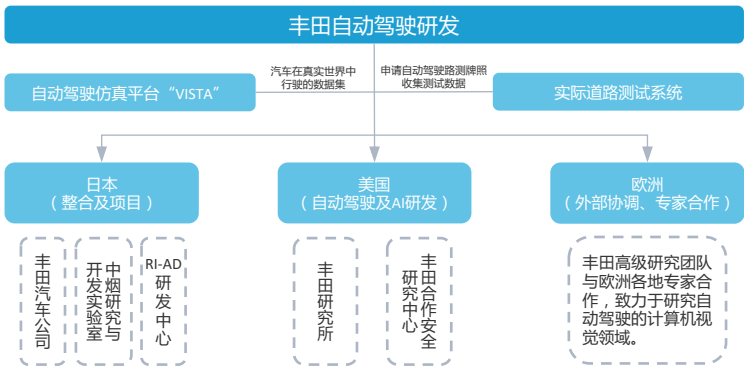 丰田自动驾驶研发
汽车在真实世界中
行驶的数据集
申请自动驾驶路测牌照
收集测试数据
自动驾驶仿真平台“VISTA”
实际道路测试系统
日本
（整合及项目）
美国
（自动驾驶及AI研发）
欧洲
（外部协调、专家合作）
丰田汽车公司
中烟研究与
开发实验室
RI-AD
研发中心
丰田研究所
丰田合作安全
研究中心
丰田高级研究团队
与欧洲各地专家合
作，致力于研究自
动驾驶的计算机视
觉领域。